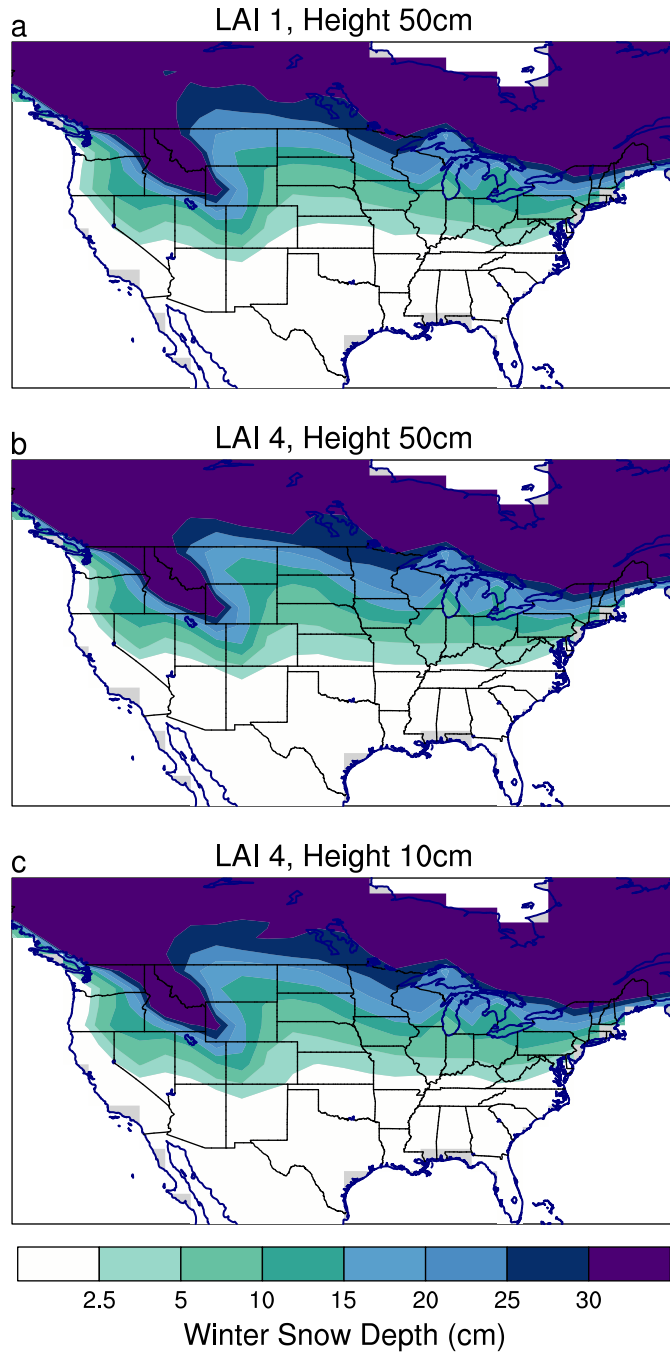 a
LAI 1, Height 50cm
b
LAI 4, Height 50cm
c
LAI 4, Height 10cm
2.5 5 10 15 20 25 30
Winter Snow Depth (cm)